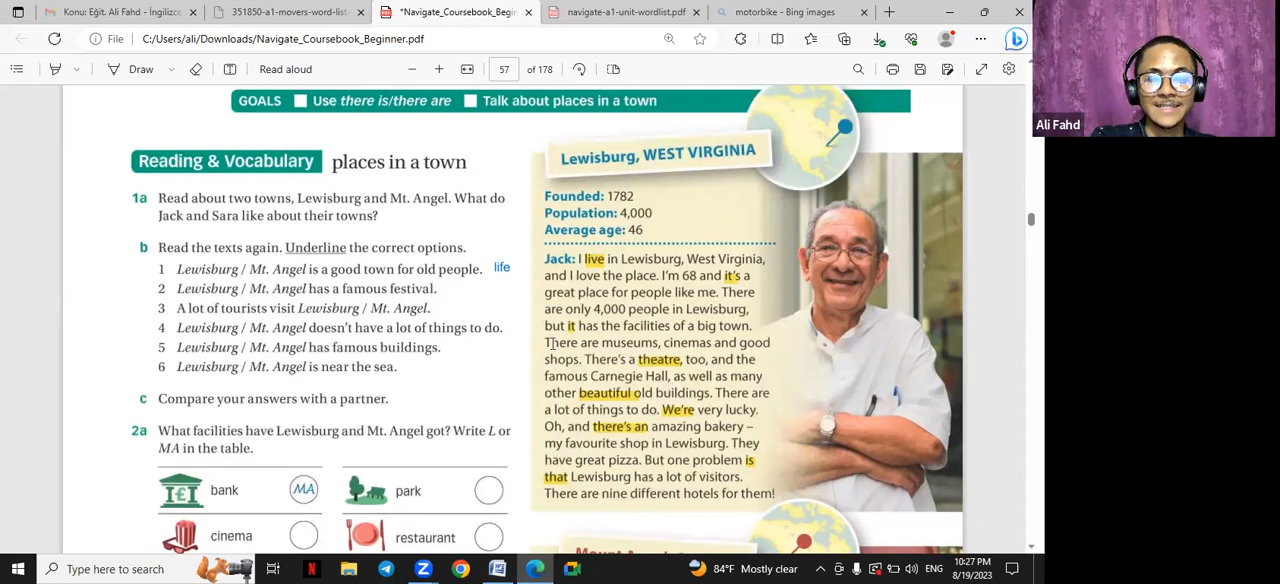 Konu: Eğit. Ali Fahd - İngilizce
351850-a1-movers-word-list-
*Navigate_Coursebook_Begin
navigate-a1-unit-wordlist.pdf
motorbike - Bing images
File
C:/Users/ali/Downloads/Navigate_Coursebook_Beginner.pdf
Draw
Read aloud
57
of 178
GOALS Use there is/there are Talk about places in a town
Reading & Vocabulary places in a town
1a Read about two towns, Lewisburg and Mt. Angel. What do
Jack and Sara like about their towns?
b Read the texts again. Underline the correct options.
1 Lewisburg / Mt. Angel is a good town for old people.
life
2 Lewisburg / Mt. Angel has a famous festival.
3 A lot of tourists visit Lewisburg / Mt. Angel.
4 Lewisburg / Mt. Angel doesn't have a lot of things to do.
5 Lewisburg / Mt. Angel has famous buildings.
6 Lewisburg / Mt. Angel is near the sea.
c Compare your answers with a partner.
2a What facilities have Lewisburg and Mt. Angel got? Write L or
MA in the table.
bank MA park
cinema restaurant
Lewisburg, WEST VIRGINIA
Founded: 1782
Population: 4,000
Average age: 46
Jack: I live in Lewisburg, West Virginia,
and I love the place. I'm 68 and it's a
great place for people like me. There
are only 4,000 people in Lewisburg,
but it has the facilities of a big town.
There are museums, cinemas and good
shops. There's a theatre, too, and the
famous Carnegie Hall, as well as many
other beautiful old buildings. There are
a lot of things to do. We're very lucky.
Oh, and there's an amazing bakery –
my favourite shop in Lewisburg. They
have great pizza. But one problem is
that Lewisburg has a lot of visitors.
There are nine different hotels for them!
Ali Fahd
Type here to search
84°F Mostly clear
ENG
10:27 PM
8/19/2023